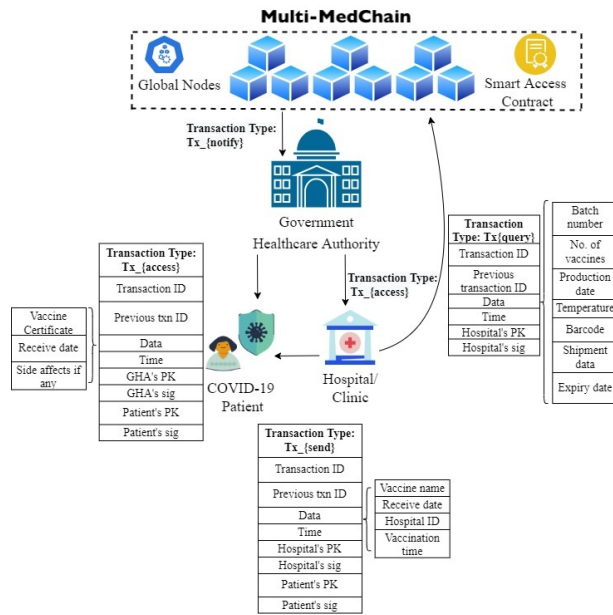 Multi-MedChain
Global Nodes
Smart Access
Contract
Transaction Type:
Tx_{notify}
Government
Healthcare Authority
Transaction Type:
Tx_{access}
Hospital/
Clinic
COVID-19
Patient
Transaction Type:
Tx_{access}
Transaction ID
Previous txn ID
Data
Time
GHA's PK
GHA's sig
Patient's PK
Patient's sig
Vaccine
Certificate
Receive date
Side affects if
any
Transaction
Type: Tx{query}
Transaction ID
Previous
transaction ID
Data
Time
Hospital's PK
Hospital's sig
Batch
number
No. of
vaccines
Production
date
Temperature
Barcode
Shipment
data
Expiry date
Transaction Type:
Tx_{send}
Transaction ID
Previous txn ID
Data
Time
Hospital's PK
Hospital's sig
Patient's PK
Patient's sig
Vaccine name
Receive date
Hospital ID
Vaccination
time